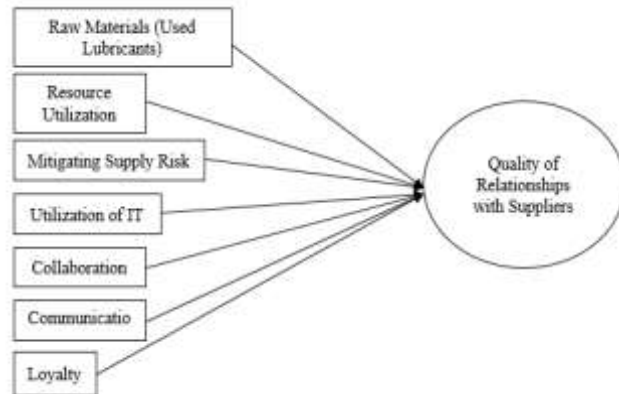 Raw Materials (Used
Lubricants)
Resource
Utilization
Mitigating Supply Risk
Utilization of IT
Collaboration
Communicatio
Loyalty
Quality of
Relationships
with Suppliers